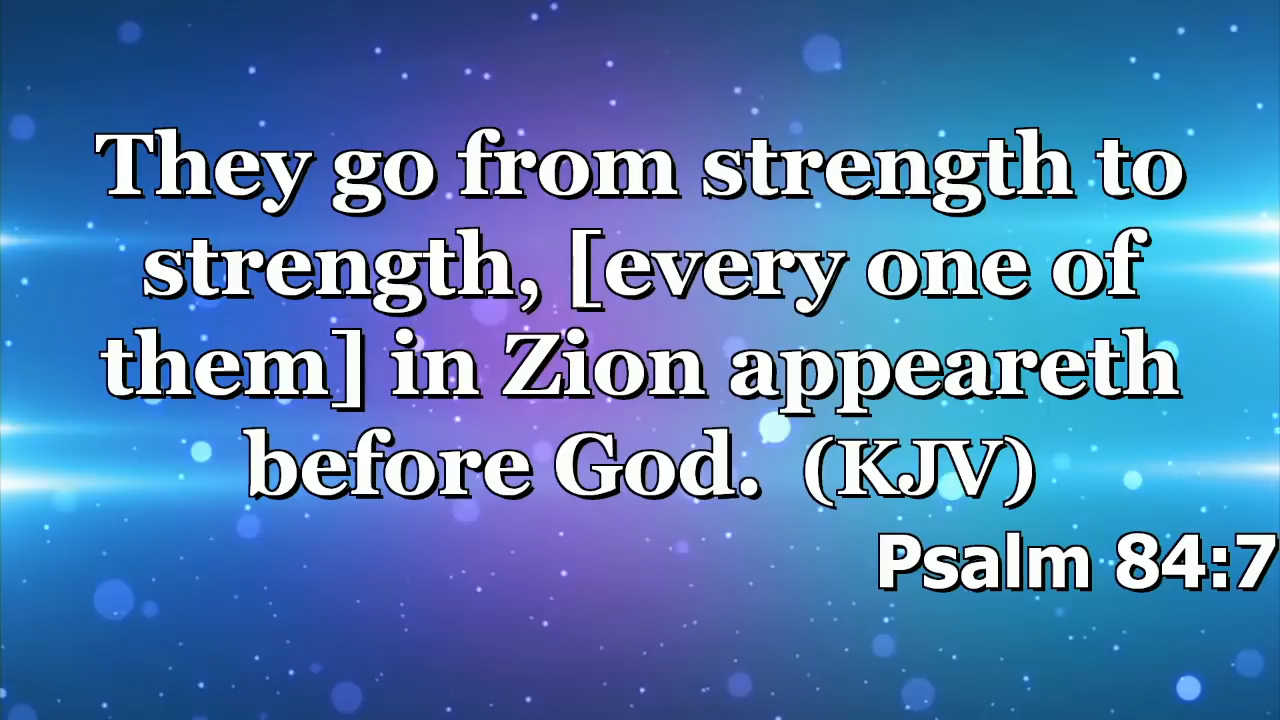 They go from strength to
strength, [every one of
them] in Zion appeareth
before God. (KJV)
Psalm 84:7